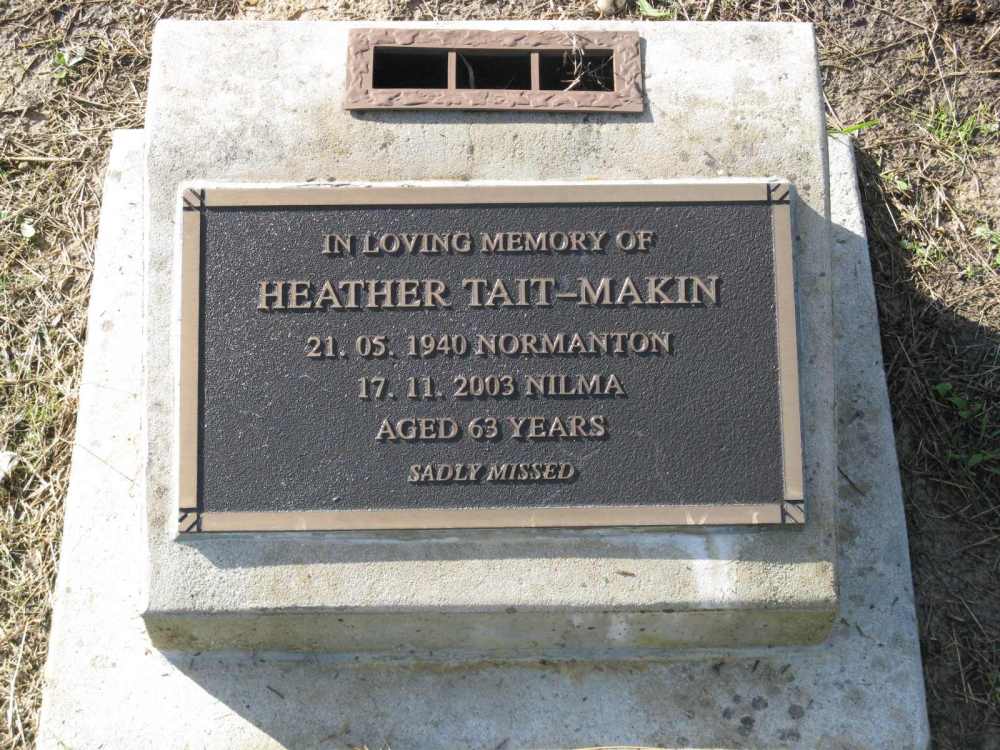 IN LOVING MEMORY OF
HEATHER TAIT-MAKIN
21. 05. 1940 NORMANTON
17. 11. 2003 NILMA
AGED 63 YEARS
SADLY MISSED